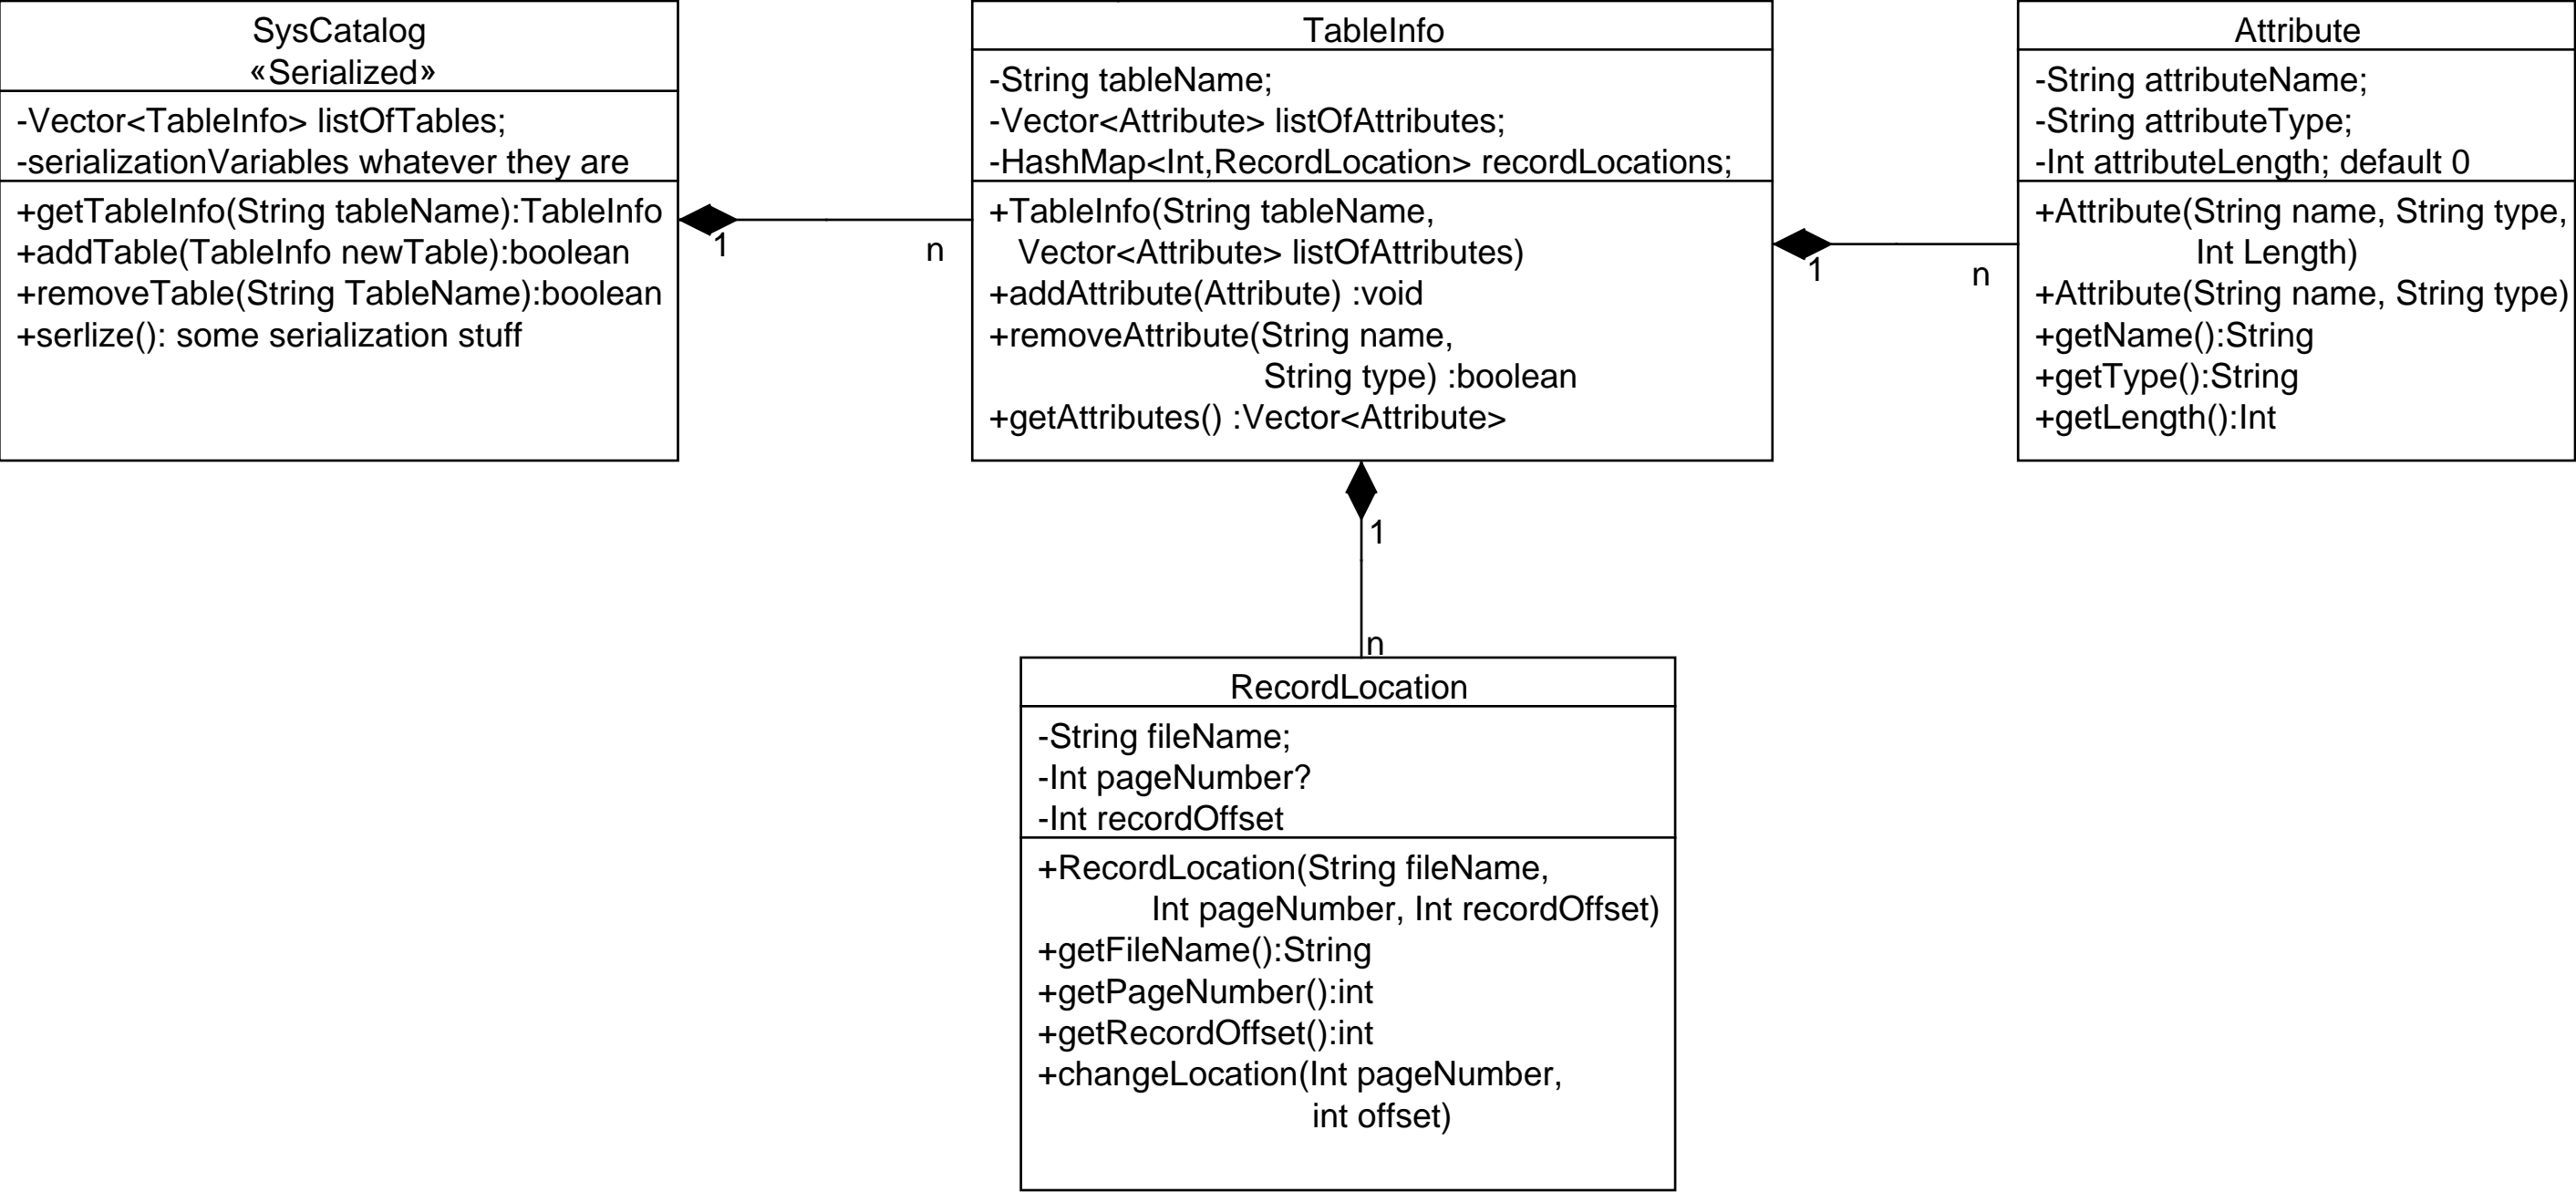 SysCatalog
«Serialized»
-Vector<TableInfo> listOfTables;
-serializationVariables whatever they are
+getTableInfo(String tableName):TableInfo
+addTable(TableInfo newTable):boolean
+removeTable(String TableName):boolean
+serlize(): some serialization stuff
1
n
TableInfo
-String tableName;
-Vector<Attribute> listOfAttributes;
-HashMap<Int,RecordLocation> recordLocations;
+TableInfo(String tableName,
Vector<Attribute> listOfAttributes)
+addAttribute(Attribute) :void
+removeAttribute(String name,
String type) :boolean
+getAttributes() :Vector<Attribute>
1
n
Attribute
-String attributeName;
-String attributeType;
-Int attributeLength; default 0
+Attribute(String name, String type,
Int Length)
+Attribute(String name, String type)
+getName():String
+getType():String
+getLength():Int
1
n
RecordLocation
-String fileName;
-Int pageNumber?
-Int recordOffset
+RecordLocation(String fileName,
Int pageNumber, Int recordOffset)
+getFileName():String
+getPageNumber():int
+getRecordOffset():int
+changeLocation(Int pageNumber,
int offset)